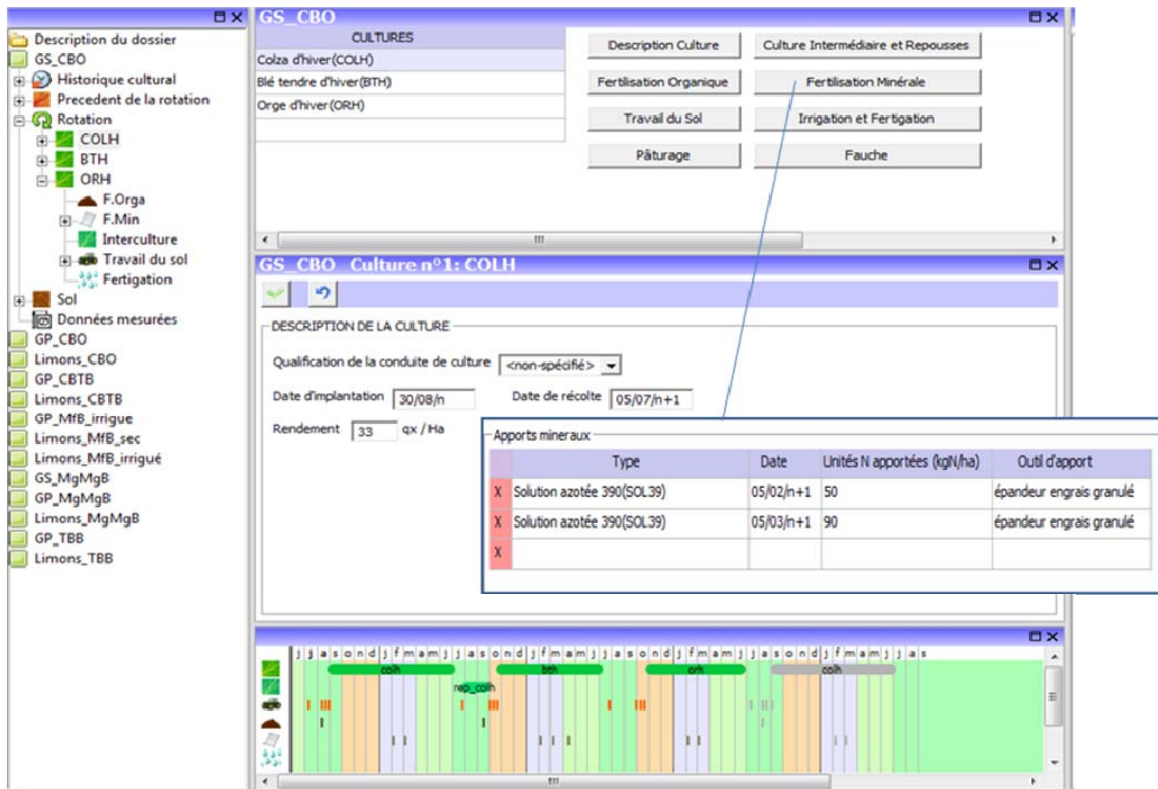 Description du dossier
GS_CBO
Historique cultural
Precedent de la rotation
Rotation
COLH
BTH
ORH
F.Orga
F.Min
Interculture
Travail du sol
Fertigation
Sol
Données mesurées
GP_CBO
Limons_CBO
GP_CBTB
Limons_CBTB
GP_MfB_irrigue
Limons_MfB_sec
Limons_MfB_irrigué
GS_MgMgB
GP_MgMgB
Limons_MgMgB
GP_TBB
Limons_TBB
GS_CBO
CULTURES
Colza d'hiver(COLH)
Blé tendre d'hiver(BTH)
Orge d'hiver(ORH)
Description Culture
Culture Intermédiaire et Repousses
Fertilisation Organique
Fertilisation Minérale
Travail du Sol
Irrigation et Fertigation
Pâturage
Fauche
GS_CBO Culture n°1: COLH
DESCRIPTION DE LA CULTURE
Qualification de la conduite de culture <non-spécifié>
Date d'implantation 30/08/n Date de récolte 05/07/n+1
Rendement 33 qx / Ha
Apports mineraux
Type Date Unités N apportées (kgN/ha) Outil d'apport
X Solution azotée 390(SOL39) 05/02/n+1 50 épandeur engrais granulé
X Solution azotée 390(SOL39) 05/03/n+1 90 épandeur engrais granulé
X
j j a s o n d j f m a m j j a s o n d j f m a m j j a s o n d j f m a m j j a s o n d j f m a m j j a s
colh bth orh colh
rep_colh